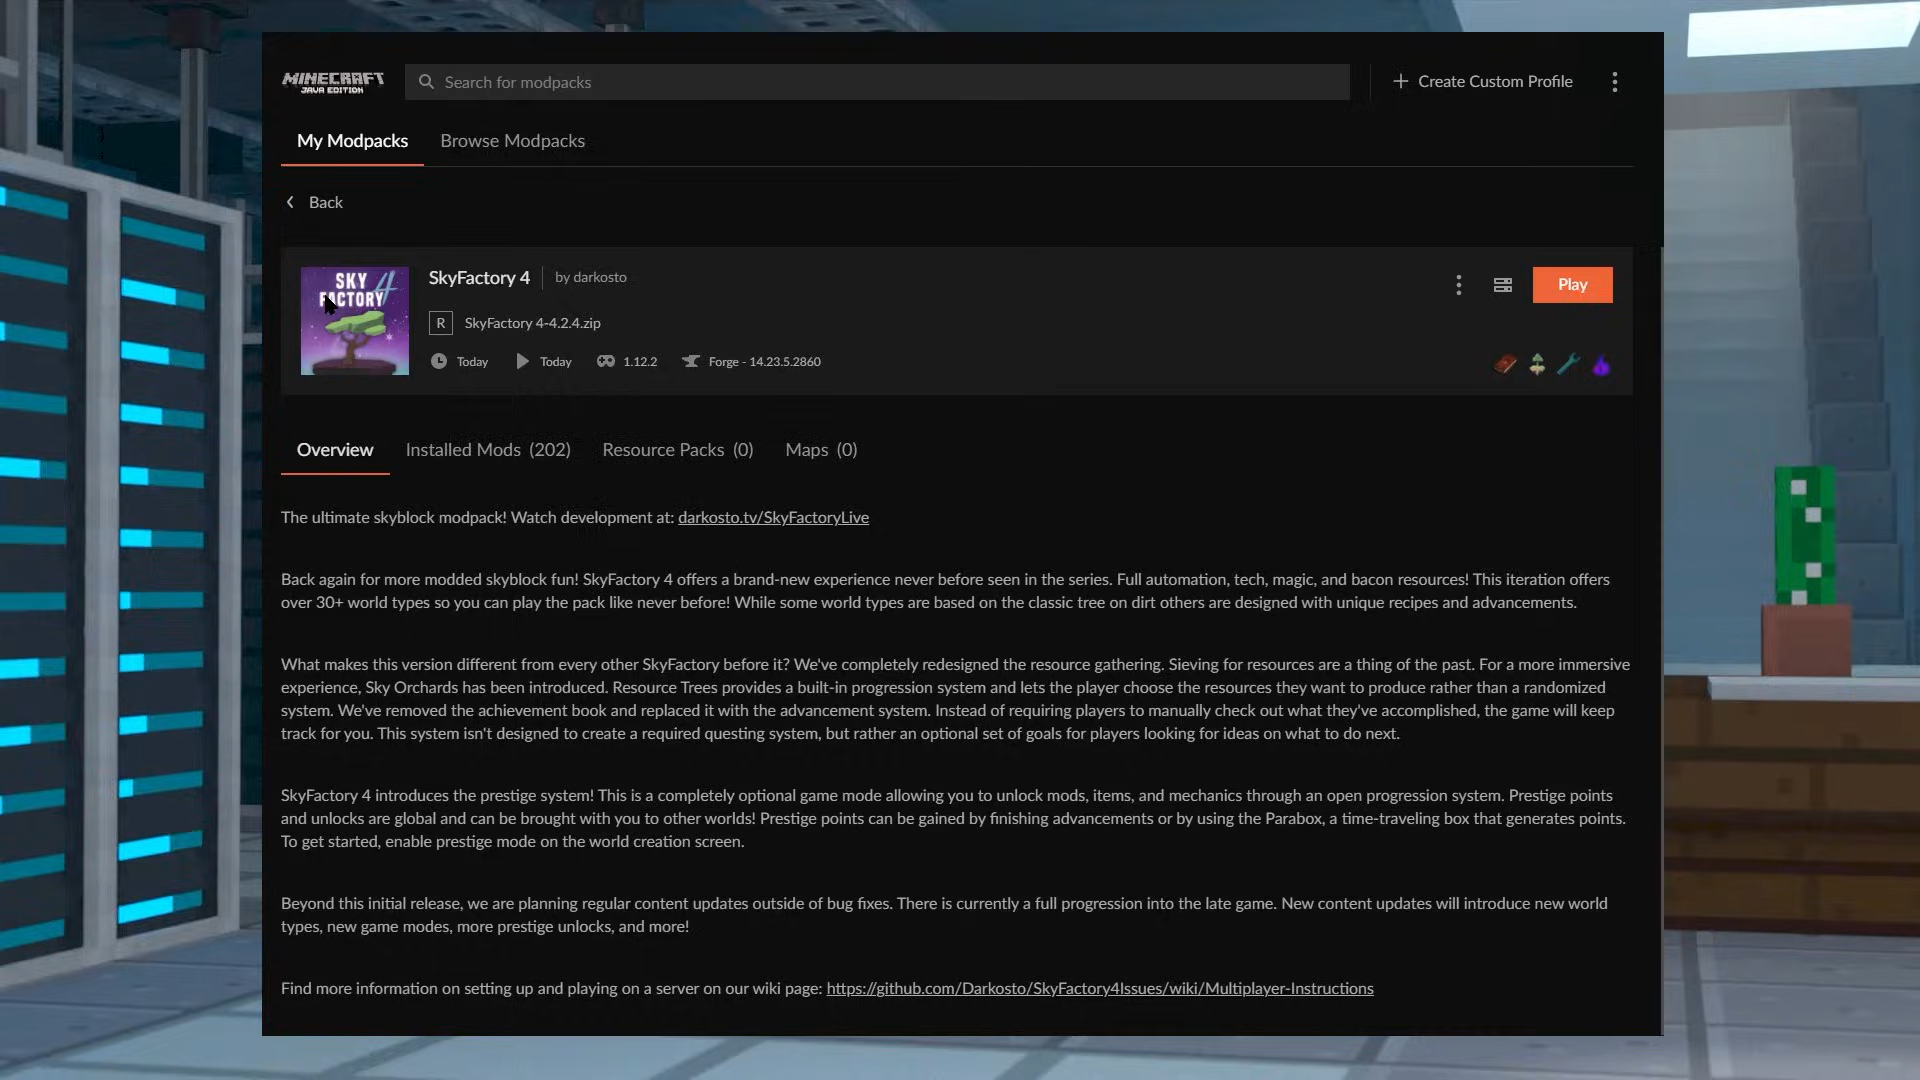 MINECRAFT
JAVA EDITION
Search for modpacks
Create Custom Profile
My Modpacks
Browse Modpacks
Back
SKY
FACTORY 4
SkyFactory 4
by darkosto
Play
R
SkyFactory 4-4.2.4.zip
Today
Today
1.12.2
Forge - 14.23.5.2860
Overview
Installed Mods (202)
Resource Packs (0)
Maps (0)
The ultimate skyblock modpack! Watch development at: darkosto.tv/SkyFactoryLive
Back again for more modded skyblock fun! SkyFactory 4 offers a brand-new experience never before seen in the series. Full automation, tech, magic, and bacon resources! This iteration offers
over 30+ world types so you can play the pack like never before! While some world types are based on the classic tree on dirt others are designed with unique recipes and advancements.
What makes this version different from every other SkyFactory before it? We've completely redesigned the resource gathering. Sieving for resources are a thing of the past. For a more immersive
experience, Sky Orchards has been introduced. Resource Trees provides a built-in progression system and lets the player choose the resources they want to produce rather than a randomized
system. We've removed the achievement book and replaced it with the advancement system. Instead of requiring players to manually check out what they've accomplished, the game will keep
track for you. This system isn't designed to create a required questing system, but rather an optional set of goals for players looking for ideas on what to do next.
SkyFactory 4 introduces the prestige system! This is a completely optional game mode allowing you to unlock mods, items, and mechanics through an open progression system. Prestige points
and unlocks are global and can be brought with you to other worlds! Prestige points can be gained by finishing advancements or by using the Parabox, a time-traveling box that generates points.
To get started, enable prestige mode on the world creation screen.
Beyond this initial release, we are planning regular content updates outside of bug fixes. There is currently a full progression into the late game. New content updates will introduce new world
types, new game modes, more prestige unlocks, and more!
Find more information on setting up and playing on a server on our wiki page: https://github.com/Darkosto/SkyFactory4Issues/wiki/Multiplayer-Instructions